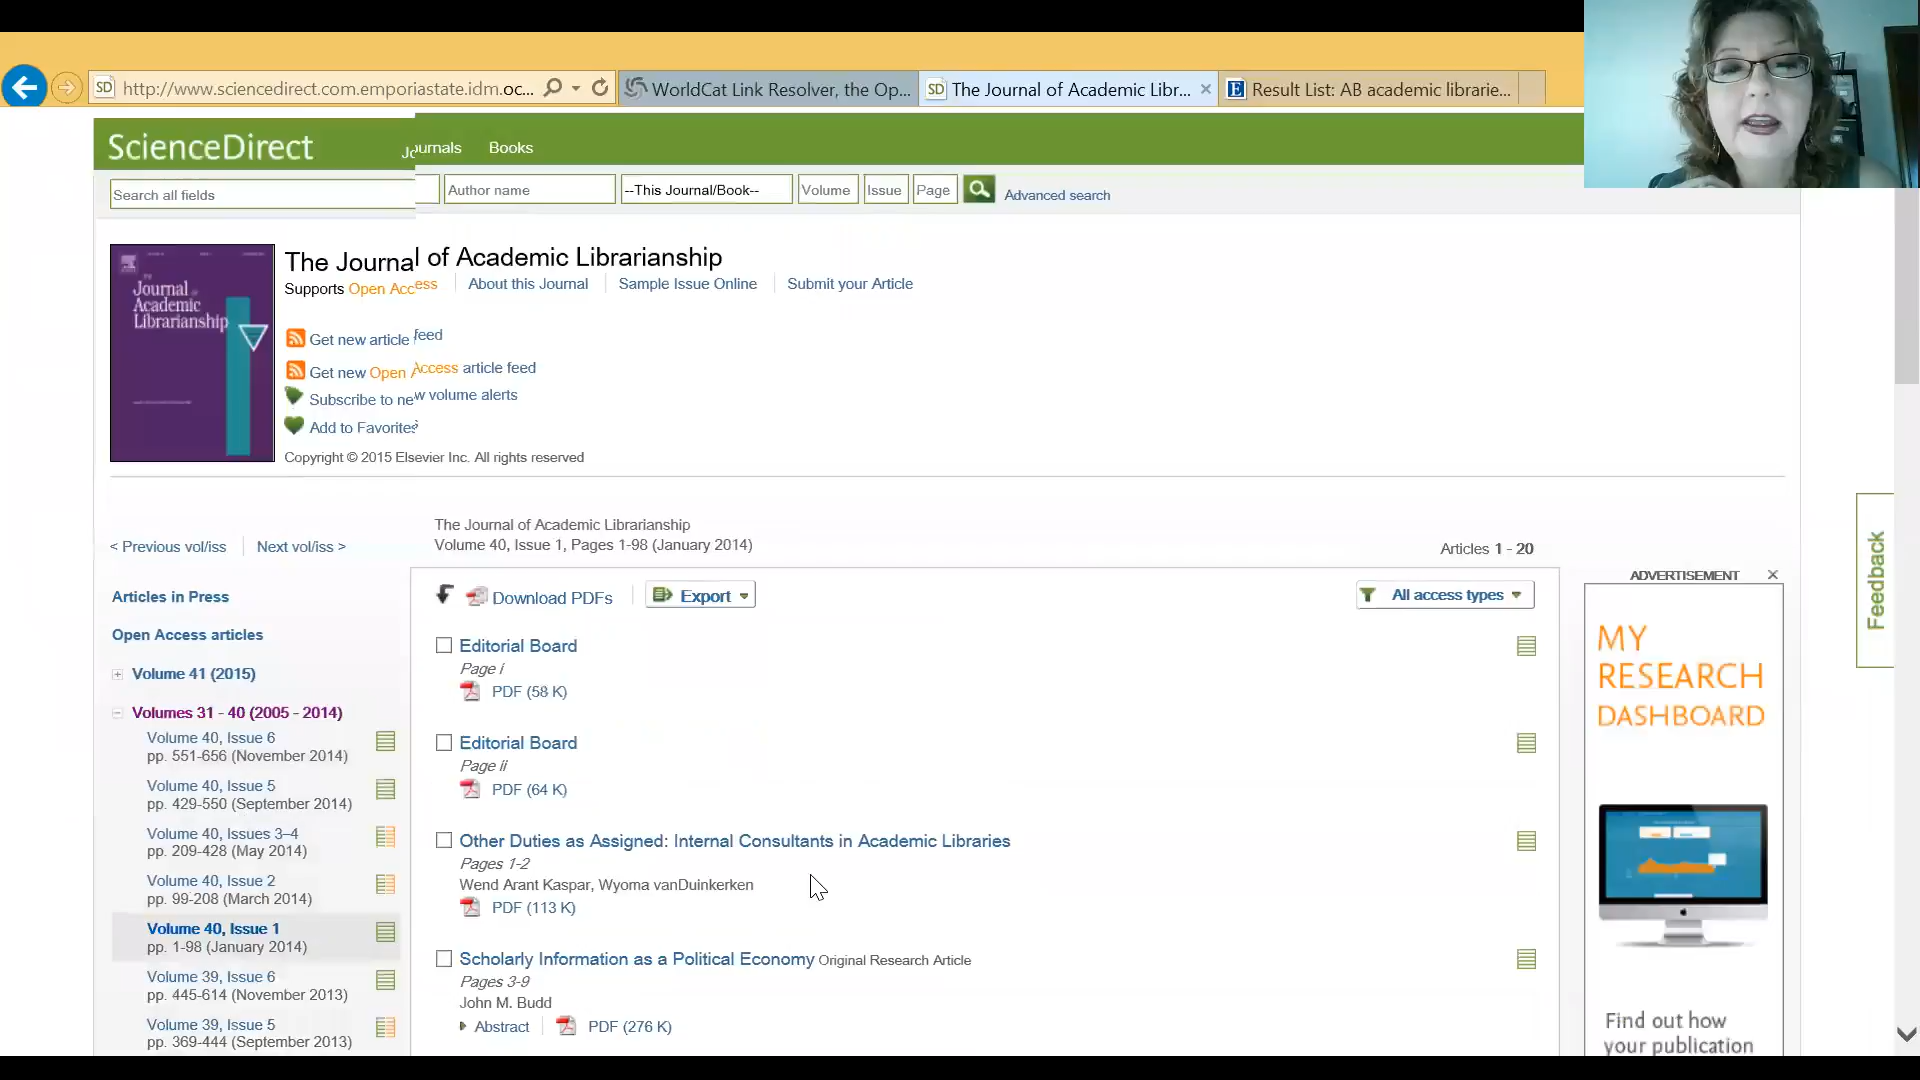 http://www.sciencedirect.com.emporiastate.idm.oc...
WorldCat Link Resolver, the Op...
The Journal of Academic Libr...
Result List: AB academic librarie...
ScienceDirect
Journals
Books
Search all fields
Author name
--This Journal/Book--
Volume
Issue
Page
Advanced search
Journal
Academic
Librarianship
The Journal of Academic Librarianship
Supports Open Access
About this Journal
Sample Issue Online
Submit your Article
Get new article feed
Get new Open Access article feed
Subscribe to new volume alerts
Add to Favorites
Copyright © 2015 Elsevier Inc. All rights reserved
< Previous vol/iss
Next vol/iss >
The Journal of Academic Librarianship
Volume 40, Issue 1, Pages 1-98 (January 2014)
Articles 1 - 20
Articles in Press
Open Access articles
Volume 41 (2015)
Volumes 31 - 40 (2005 - 2014)
Volume 40, Issue 6
pp. 551-656 (November 2014)
Volume 40, Issue 5
pp. 429-550 (September 2014)
Volume 40, Issues 3–4
pp. 209-428 (May 2014)
Volume 40, Issue 2
pp. 99-208 (March 2014)
Volume 40, Issue 1
pp. 1-98 (January 2014)
Volume 39, Issue 6
pp. 445-614 (November 2013)
Volume 39, Issue 5
pp. 369-444 (September 2013)
Download PDFs
Export
All access types
Editorial Board
Page i
PDF (58 K)
Editorial Board
Page ii
PDF (64 K)
Other Duties as Assigned: Internal Consultants in Academic Libraries
Pages 1-2
Wend Arant Kaspar, Wyoma vanDuinkerken
PDF (113 K)
Scholarly Information as a Political Economy Original Research Article
Pages 3-9
John M. Budd
Abstract
PDF (276 K)
ADVERTISEMENT
MY
RESEARCH
DASHBOARD
Find out how
your publication
Feedback